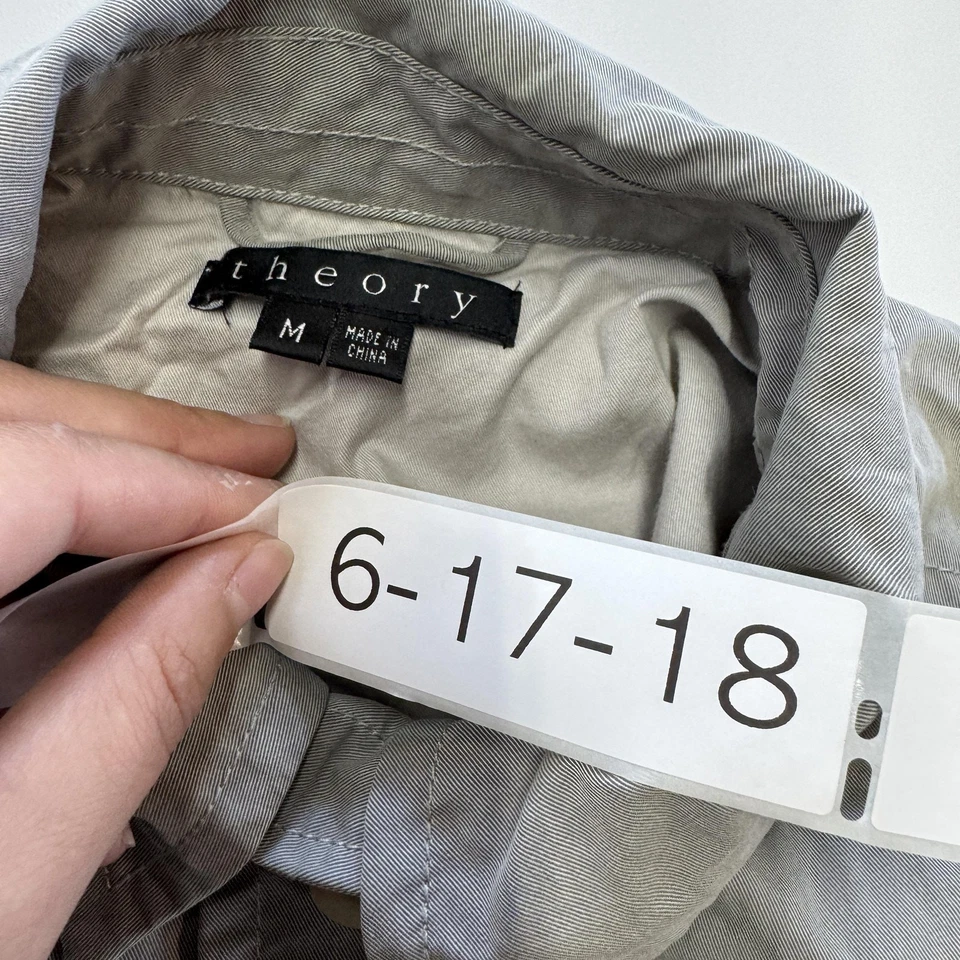 theory
M
MADE IN
CHINA
6-17-18